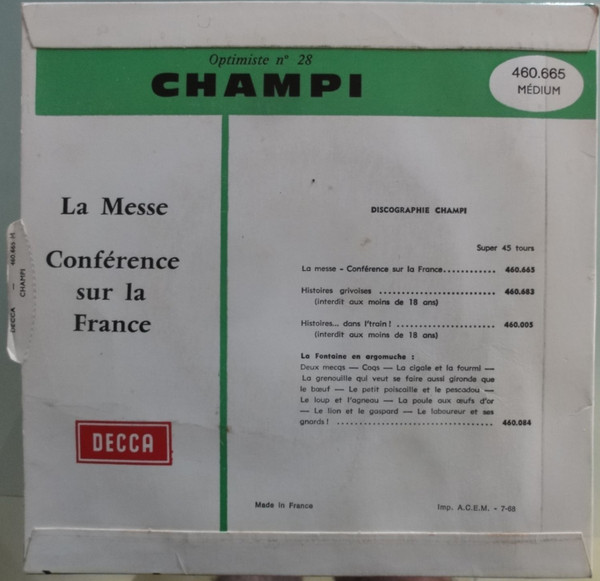 Optimiste n° 28
CHAMPI
460.665
MÉDIUM
La Messe
Conférence
sur la
France
DECCA — 460.665 M
CHAMPI
DECCA
DISCOGRAPHIE CHAMPI
Super 45 tours
La messe - Conférence sur la France............ 460.665
Histoires grivoises ............................ 460.683
(interdit aux moins de 18 ans)
Histoires... dans l'train ! ........................ 460.005
(interdit aux moins de 18 ans)
La Fontaine en argomuche :
Deux mecqs — Coqs — La cigale et la fourmi —
La grenouille qui veut se faire aussi gironde que
le bœuf — Le petit poiscaille et le pescadou —
Le loup et l'agneau — La poule aux œufs d'or
— Le lion et le gaspard — Le laboureur et ses
gnards ! ........................................ 460.084
Made in France
Imp. A.C.E.M. - 7-68